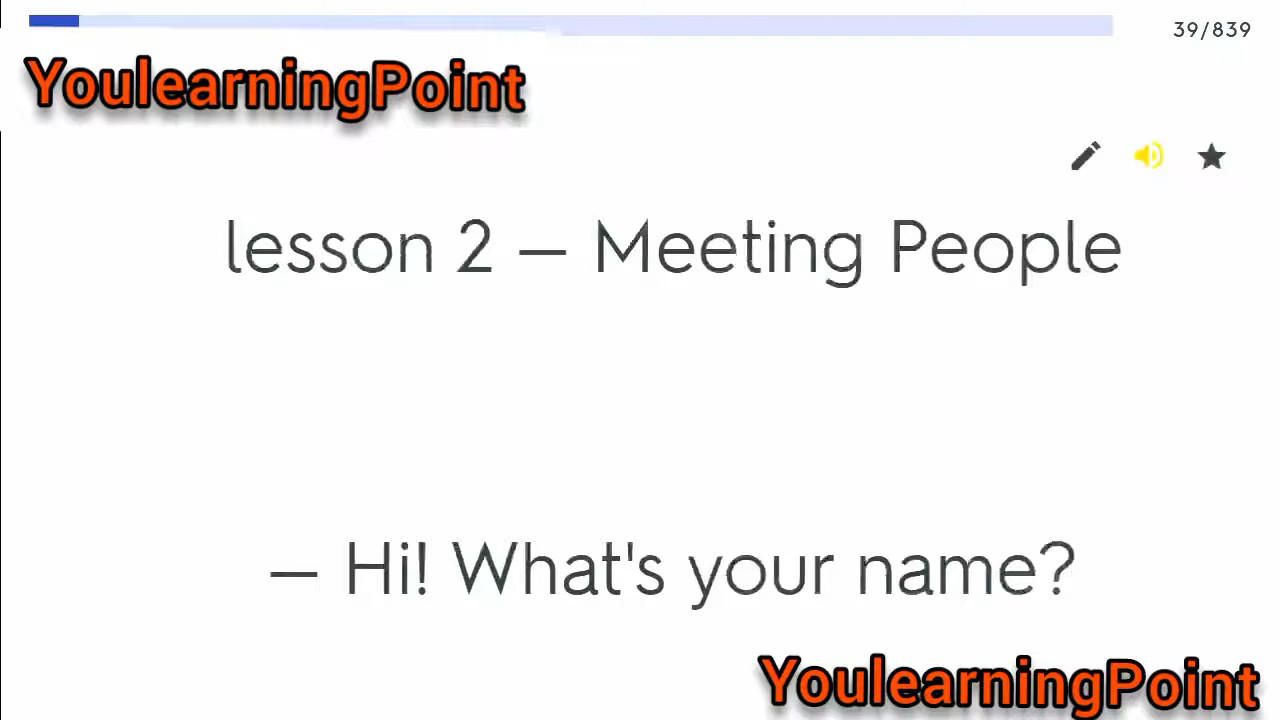 39/839
YoulearningPoint
lesson 2 – Meeting People
– Hi! What's your name?
YoulearningPoint